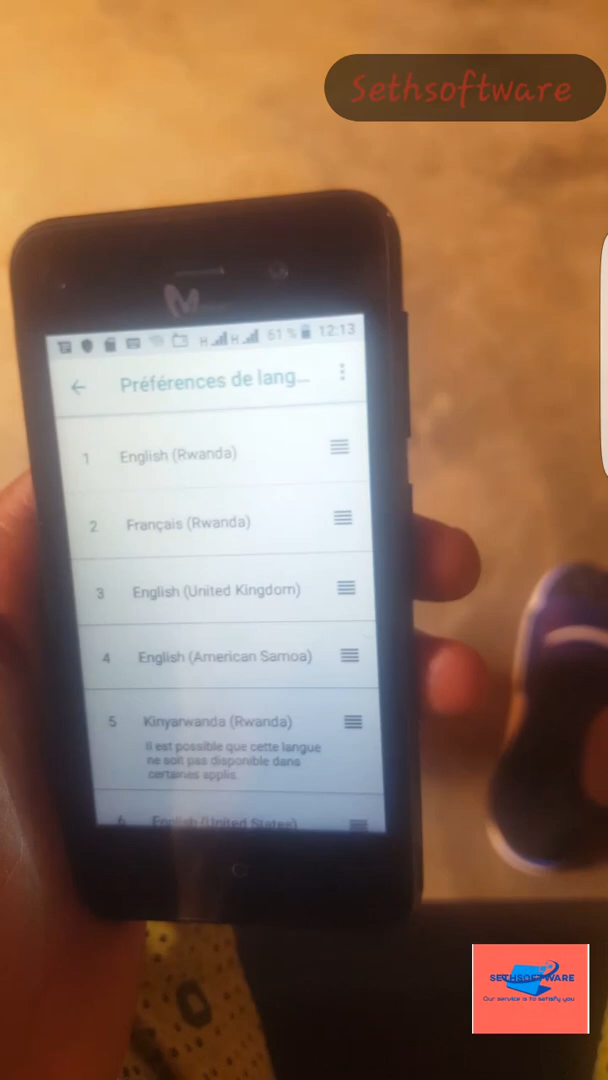 Sethsoftware
H H 61 % 12:13
Préférences de lang...
1 English (Rwanda)
2 Français (Rwanda)
3 English (United Kingdom)
4 English (American Samoa)
5 Kinyarwanda (Rwanda)
Il est possible que cette langue
ne soit pas disponible dans
certaines applis.
6 English (United States)
SETHSOFTWARE
Our service is to satisfy you